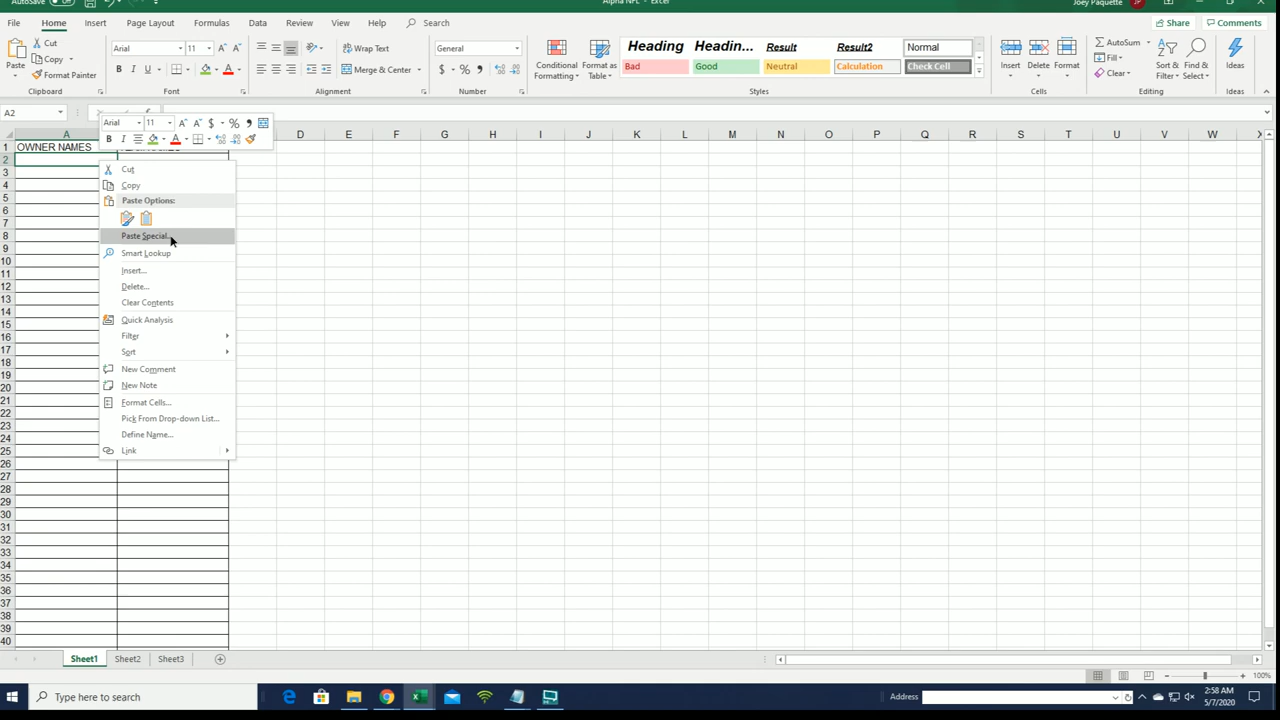 AutoSave Off Alpha NFL - Excel Joey Paquette JP
File Home Insert Page Layout Formulas Data Review View Help Search Share Comments
Cut
Copy
Format Painter
Paste
Clipboard
Arial 11
B I U
Font
Wrap Text
Merge & Center
Alignment
General
$ % ,
Number
Conditional Formatting
Format as Table
Heading Headin... Result Result2 Normal
Bad Good Neutral Calculation Check Cell
Styles
Insert Delete Format
Cells
AutoSum
Fill
Clear
Sort & Filter
Find & Select
Editing
Ideas
Ideas
A2
Arial 11 $ % ,
B I
A D E F G H I J K L M N O P Q R S T U V W X
1 OWNER NAMES
2
3
4
5
6
7
8
9
10
11
12
13
14
15
16
17
18
19
20
21
22
23
24
25
26
27
28
29
30
31
32
33
34
35
36
37
38
39
40
Cut
Copy
Paste Options:
Paste Special...
Smart Lookup
Insert...
Delete...
Clear Contents
Quick Analysis
Filter
Sort
New Comment
New Note
Format Cells...
Pick From Drop-down List...
Define Name...
Link
Sheet1 Sheet2 Sheet3
100%
Type here to search
Address
2:58 AM
5/7/2020